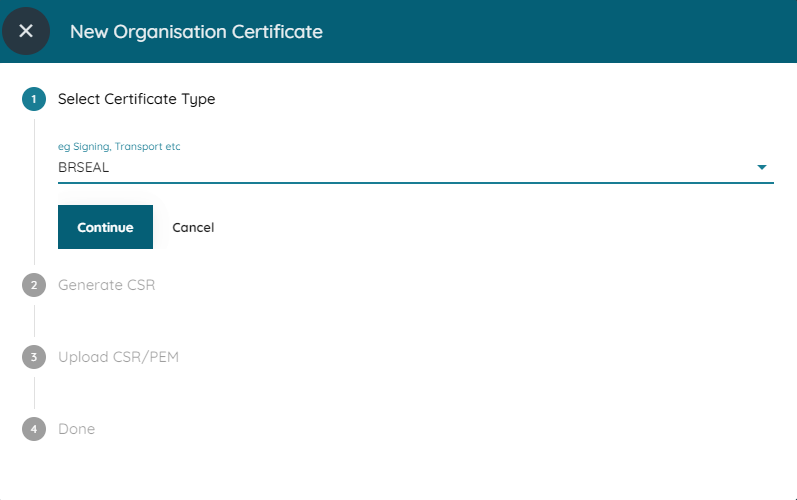 New Organisation Certificate
1 Select Certificate Type
eg Signing, Transport etc
BRSEAL
Continue Cancel
2 Generate CSR
3 Upload CSR/PEM
4 Done